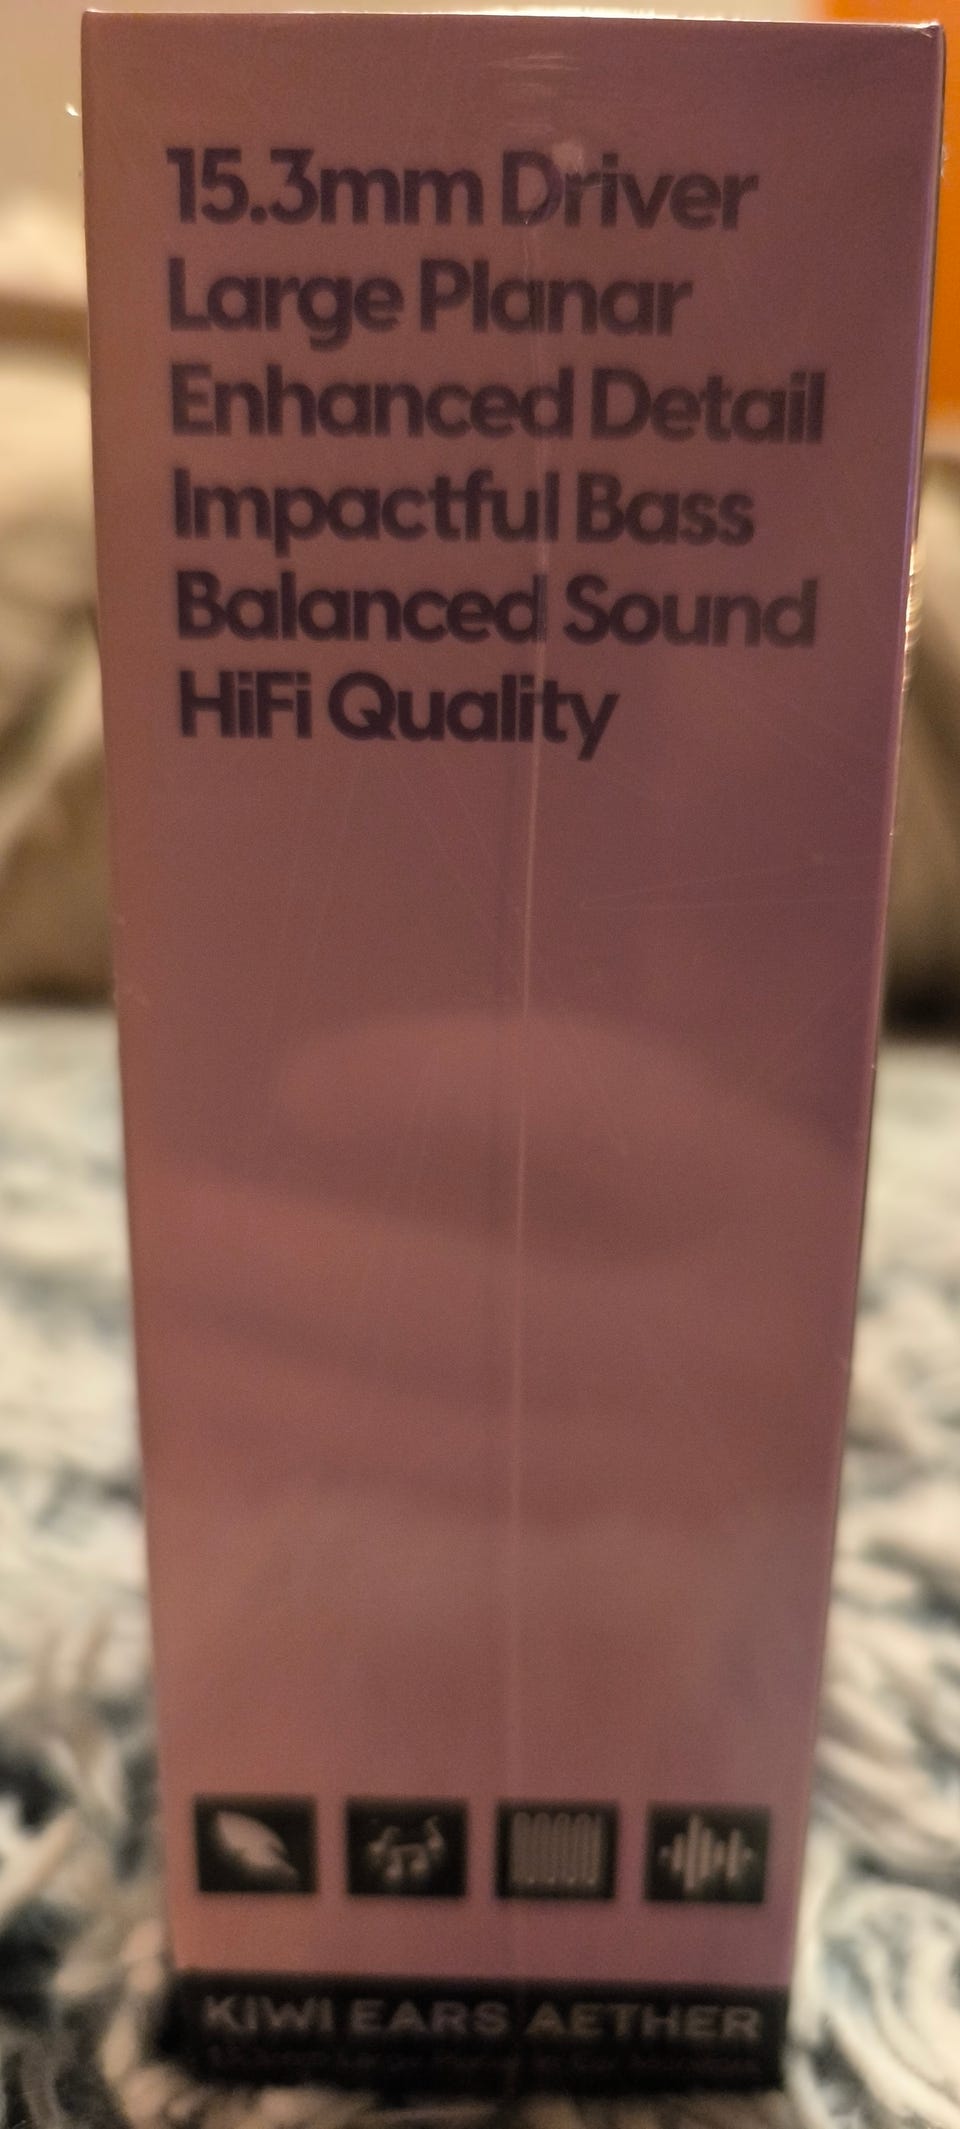 15.3mm Driver
Large Planar
Enhanced Detail
Impactful Bass
Balanced Sound
HiFi Quality
KIWI EARS AETHER